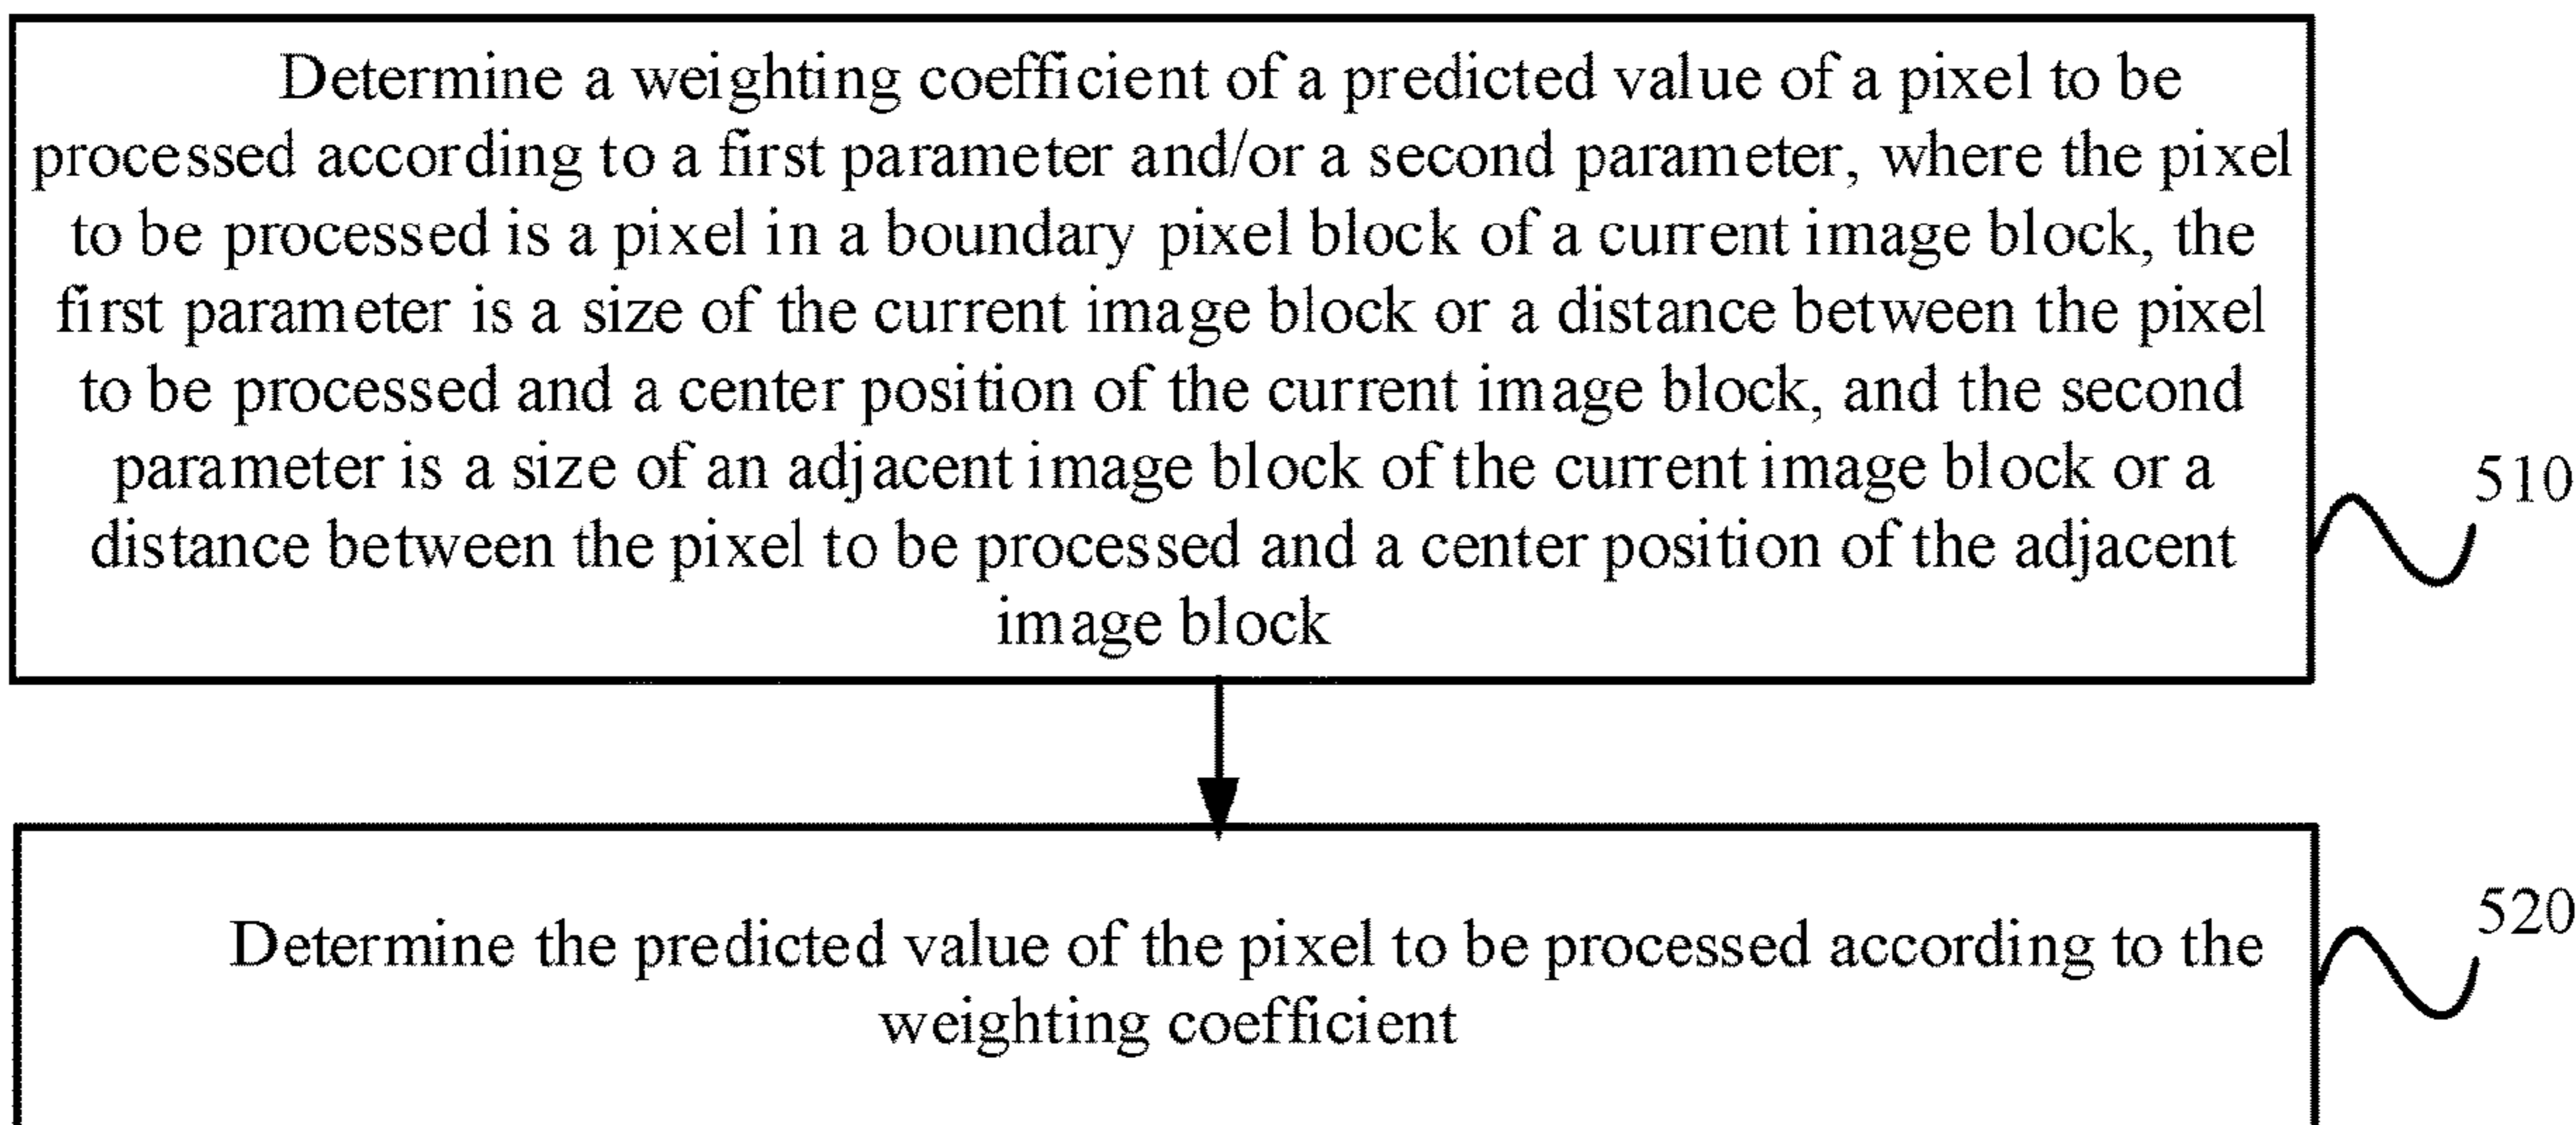 Determine a weighting coefficient of a predicted value of a pixel to be
processed according to a first parameter and/or a second parameter, where the pixel
to be processed is a pixel in a boundary pixel block of a current image block, the
first parameter is a size of the current image block or a distance between the pixel
to be processed and a center position of the current image block, and the second
parameter is a size of an adjacent image block of the current image block or a
distance between the pixel to be processed and a center position of the adjacent
image block
510
Determine the predicted value of the pixel to be processed according to the
weighting coefficient
520